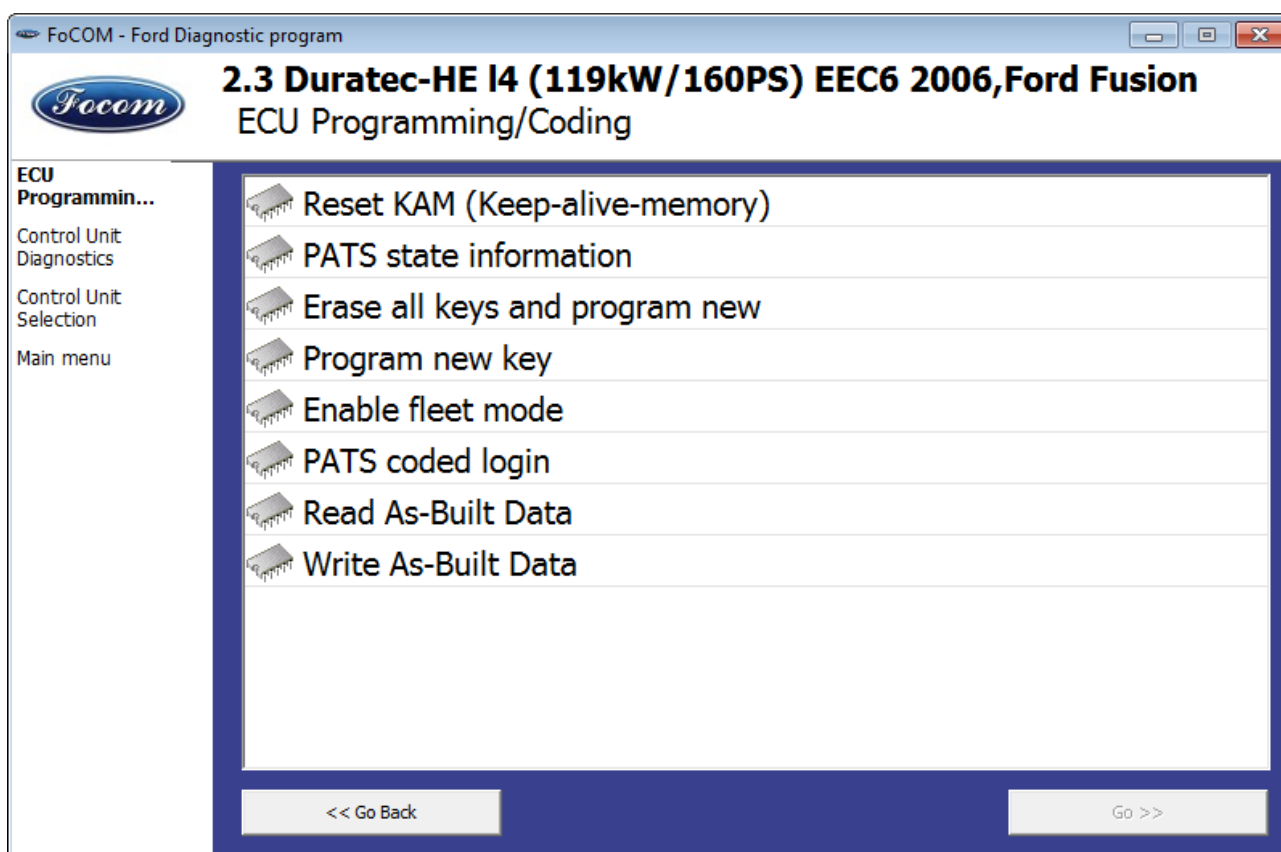 FoCOM - Ford Diagnostic program
Focom
2.3 Duratec-HE l4 (119kW/160PS) EEC6 2006,Ford Fusion
ECU Programming/Coding
ECU
Programmin...
Control Unit
Diagnostics
Control Unit
Selection
Main menu
Reset KAM (Keep-alive-memory)
PATS state information
Erase all keys and program new
Program new key
Enable fleet mode
PATS coded login
Read As-Built Data
Write As-Built Data
<< Go Back
Go >>